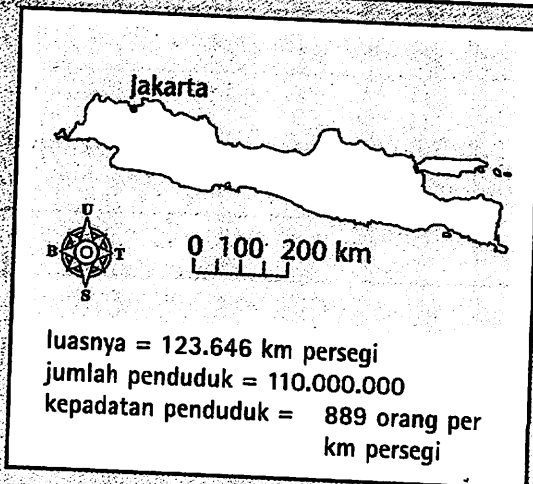 Jakarta
U
B T
S
0 100 200 km
luasnya = 123.646 km persegi
jumlah penduduk = 110.000.000
kepadatan penduduk = 889 orang per
km persegi